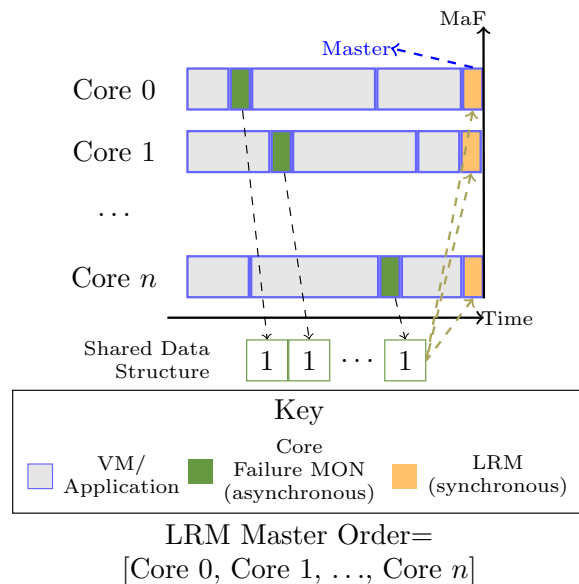 MaF
Master
Core 0
Core 1
...
Core n
Time
Shared Data
Structure
1 1 ... 1
Key
VM/
Application
Core
Failure MON
(asynchronous)
LRM
(synchronous)
LRM Master Order=
[Core 0, Core 1, ..., Core n]